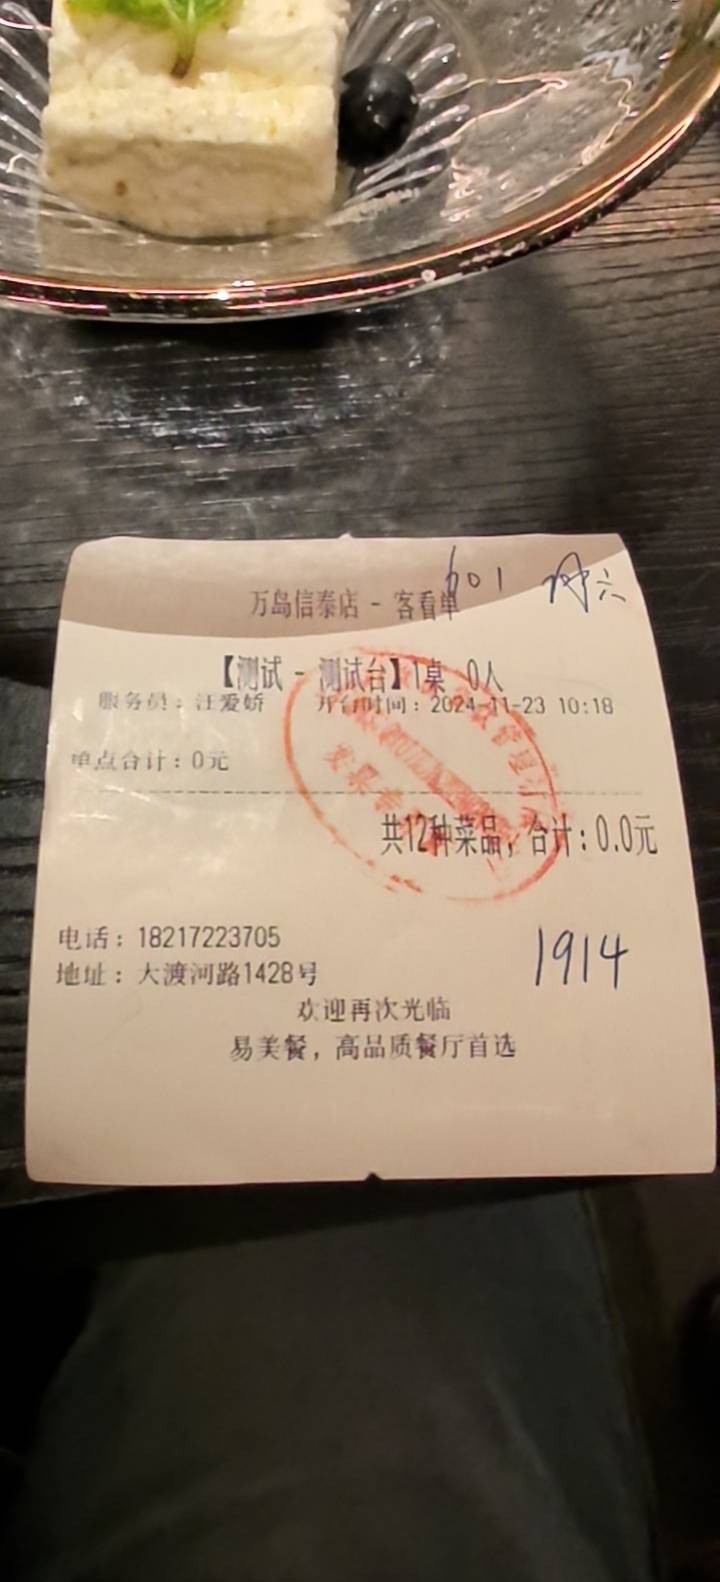 601 周六
万岛信泰店 - 客看单
【测试 - 测试台】1桌 0人
服务员：汪爱娇 开台时间：2024-11-23 10:18
单点合计：0元
共12种菜品，合计：0.0元
电话：18217223705
1914
地址：大渡河路1428号
欢迎再次光临
易美餐，高品质餐厅首选